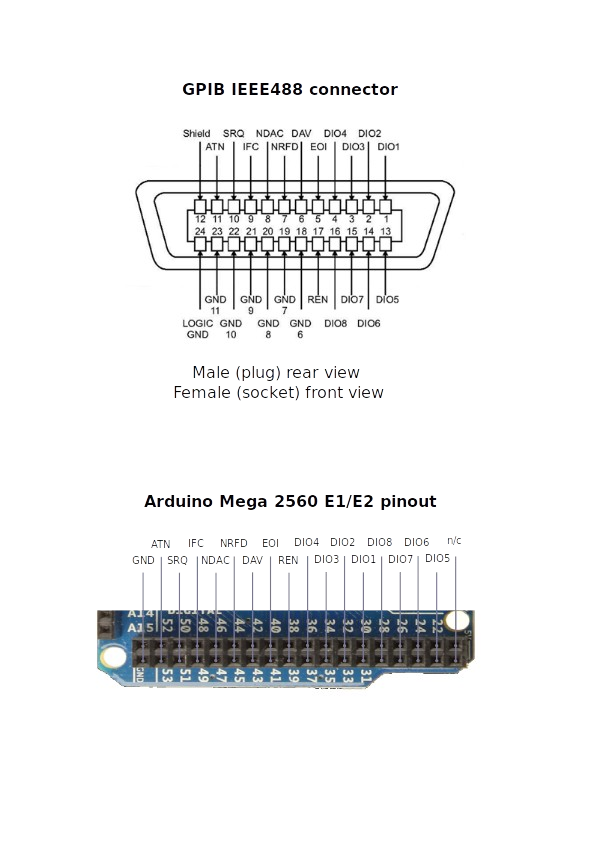 GPIB IEEE488 connector
Shield SRQ NDAC DAV DIO4 DIO2
ATN IFC NRFD EOI DIO3 DIO1
12 11 10 9 8 7 6 5 4 3 2 1
24 23 22 21 20 19 18 17 16 15 14 13
GND 11 GND 9 GND 7 REN DIO7 DIO5
LOGIC GND GND 10 GND 8 GND 6 DIO8 DIO6
Male (plug) rear view
Female (socket) front view
Arduino Mega 2560 E1/E2 pinout
ATN IFC NRFD EOI DIO4 DIO2 DIO8 DIO6 n/c
GND SRQ NDAC DAV REN DIO3 DIO1 DIO7 DIO5
A14 DIGITAL
A15 52 50 48 46 44 42 40 38 36 34 32 30 28 26 24 22 5V
GND 53 51 49 47 45 43 41 39 37 35 33 31